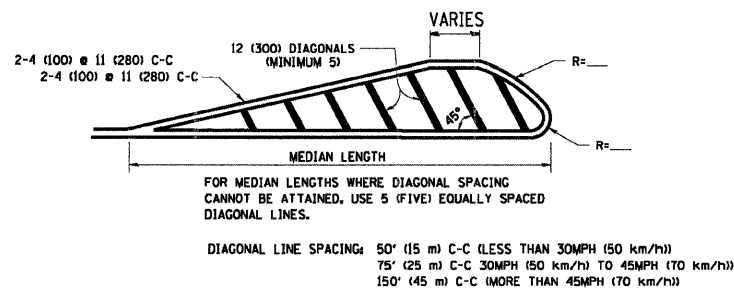 VARIES
2-4 (100) @ 11 (280) C-C
2-4 (100) @ 11 (280) C-C
12 (300) DIAGONALS
(MINIMUM 5)
R=___
45°
R=___
MEDIAN LENGTH
FOR MEDIAN LENGTHS WHERE DIAGONAL SPACING
CANNOT BE ATTAINED. USE 5 (FIVE) EQUALLY SPACED
DIAGONAL LINES.
DIAGONAL LINE SPACING: 50' (15 m) C-C (LESS THAN 30MPH (50 km/h))
75' (25 m) C-C 30MPH (50 km/h) TO 45MPH (70 km/h))
150' (45 m) C-C (MORE THAN 45MPH (70 km/h))